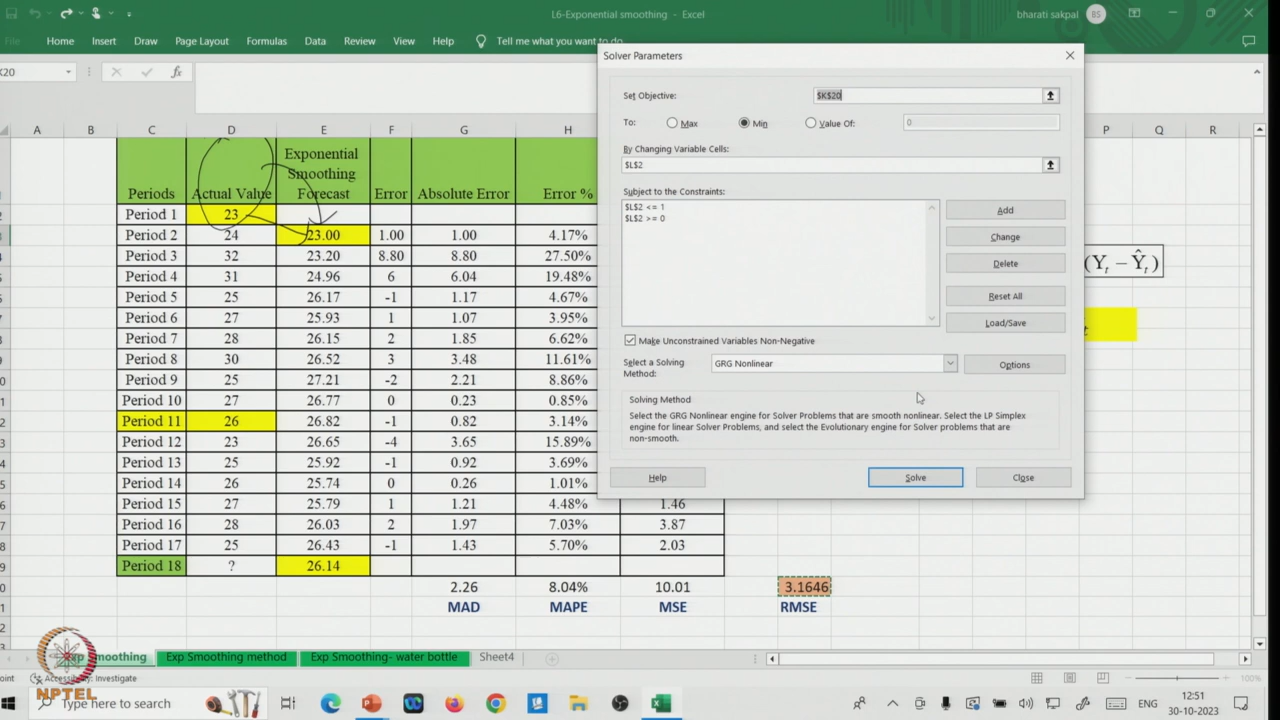 L6-Exponential smoothing - Excel
bharati sakpal
BS
File
Home
Insert
Draw
Page Layout
Formulas
Data
Review
View
Help
Tell me what you want to do
K20
fx
Solver Parameters
Set Objective:
$K$20
To:
Max
Min
Value Of:
0
By Changing Variable Cells:
$L$2
Subject to the Constraints:
$L$2 <= 1
$L$2 >= 0
Add
Change
Delete
Reset All
Load/Save
Make Unconstrained Variables Non-Negative
Select a Solving Method:
GRG Nonlinear
Options
Solving Method
Select the GRG Nonlinear engine for Solver Problems that are smooth nonlinear. Select the LP Simplex
engine for linear Solver Problems, and select the Evolutionary engine for Solver problems that are
non-smooth.
Help
Solve
Close
A B C D E F G H P Q R
Periods Actual Value Exponential Smoothing Forecast Error Absolute Error Error %
Period 1 23
Period 2 24 23.00 1.00 1.00 4.17%
Period 3 32 23.20 8.80 8.80 27.50%
Period 4 31 24.96 6 6.04 19.48%
Period 5 25 26.17 -1 1.17 4.67%
Period 6 27 25.93 1 1.07 3.95%
Period 7 28 26.15 2 1.85 6.62%
Period 8 30 26.52 3 3.48 11.61%
Period 9 25 27.21 -2 2.21 8.86%
Period 10 27 26.77 0 0.23 0.85%
Period 11 26 26.82 -1 0.82 3.14%
Period 12 23 26.65 -4 3.65 15.89%
Period 13 25 25.92 -1 0.92 3.69%
Period 14 26 25.74 0 0.26 1.01%
Period 15 27 25.79 1 1.21 4.48% 1.46
Period 16 28 26.03 2 1.97 7.03% 3.87
Period 17 25 26.43 -1 1.43 5.70% 2.03
Period 18 ? 26.14
2.26 8.04% 10.01 3.1646
MAD MAPE MSE RMSE
(Yt − Ŷt)
t
Exp Smoothing method
Exp Smoothing- water bottle
Sheet4
Accessibility: Investigate
100%
NPTEL
Type here to search
ENG
12:51
30-10-2023